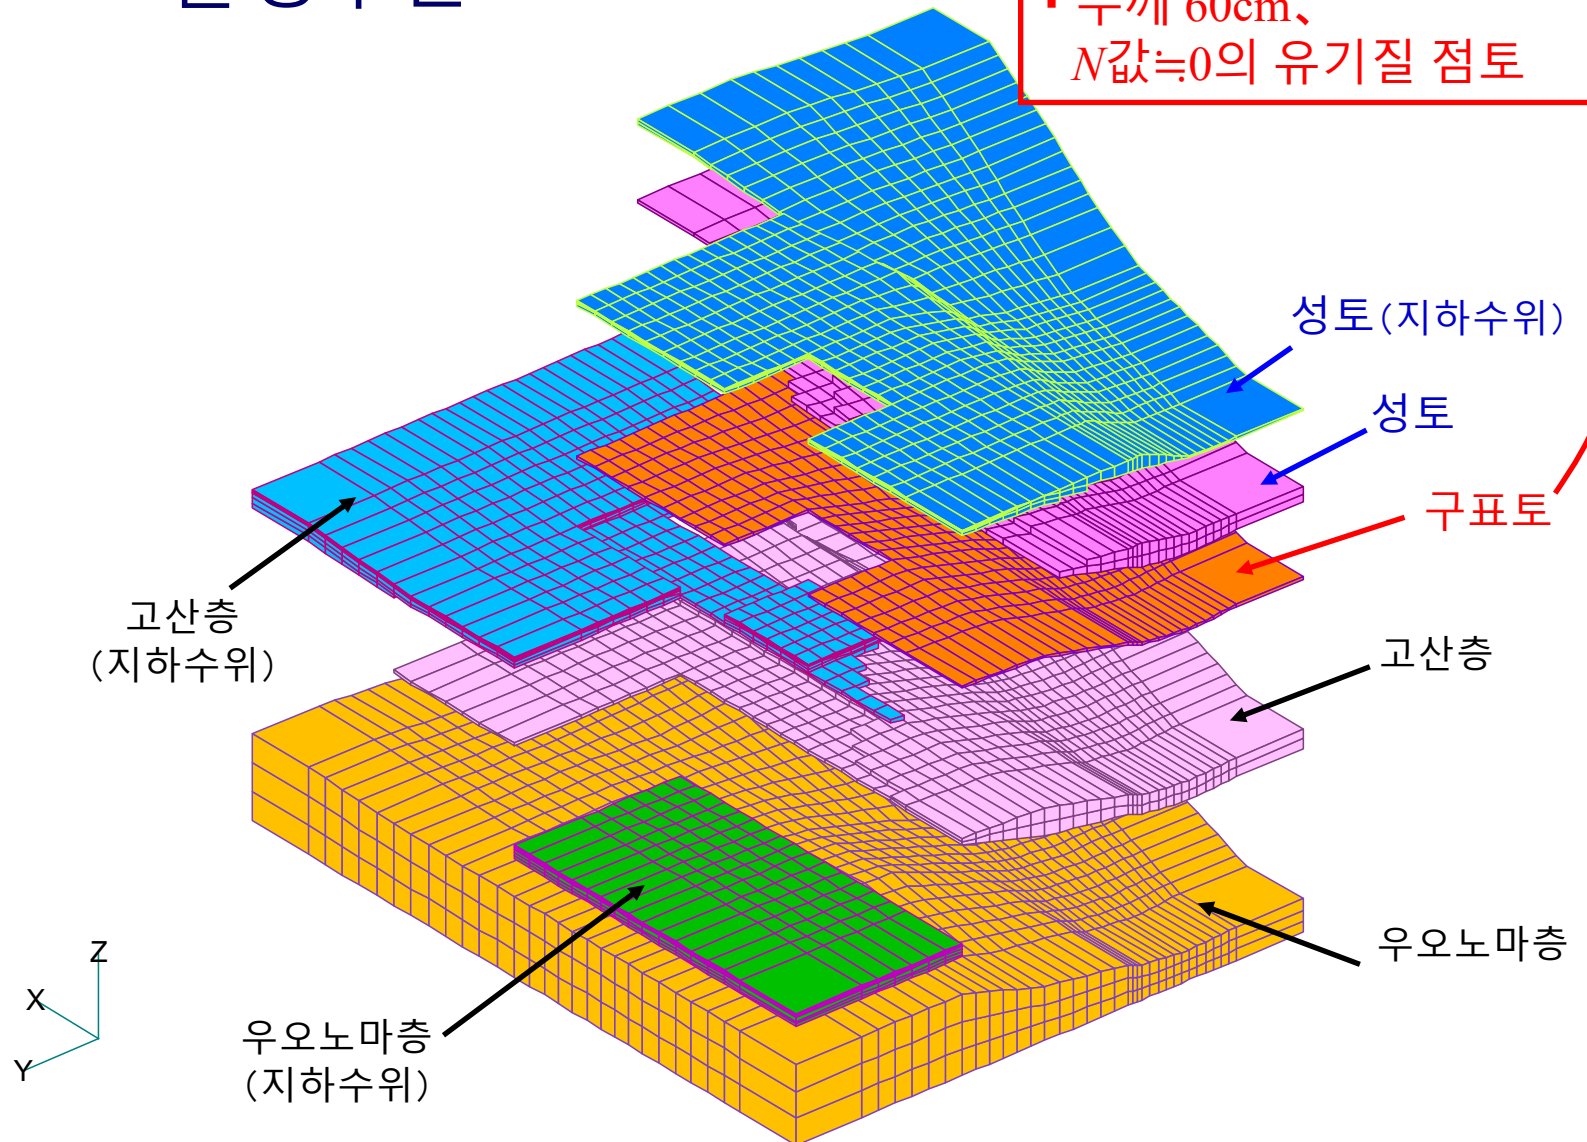 두께 60cm、
N값≒0의 유기질 점토
성토(지하수위)
성토
구표토
고산층
(지하수위)
고산층
우오노마층
우오노마층
(지하수위)
Z
X
Y